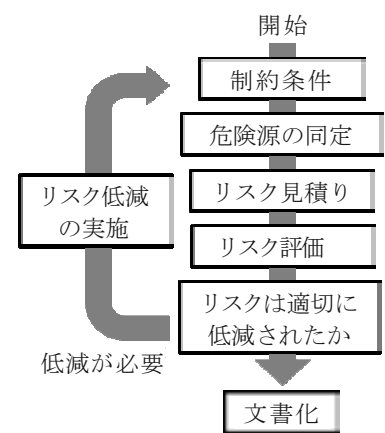 開始
制約条件
危険源の同定
リスク見積り
リスク評価
リスクは適切に
低減されたか
低減が必要
リスク低減
の実施
文書化